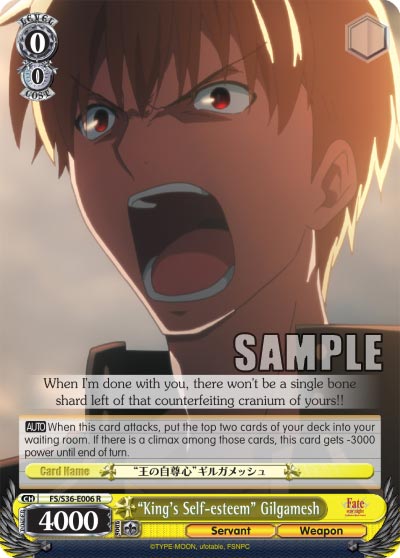 LEVEL
0
0
COST
SAMPLE
When I'm done with you, there won't be a single bone
shard left of that counterfeiting cranium of yours!!
AUTO When this card attacks, put the top two cards of your deck into your
waiting room. If there is a climax among those cards, this card gets -3000
power until end of turn.
Card Name "王の自尊心"ギルガメッシュ
CH FS/S36-E006 R
"King's Self-esteem" Gilgamesh
4000
Servant Weapon
Fate
©TYPE-MOON, ufotable, FSNPC